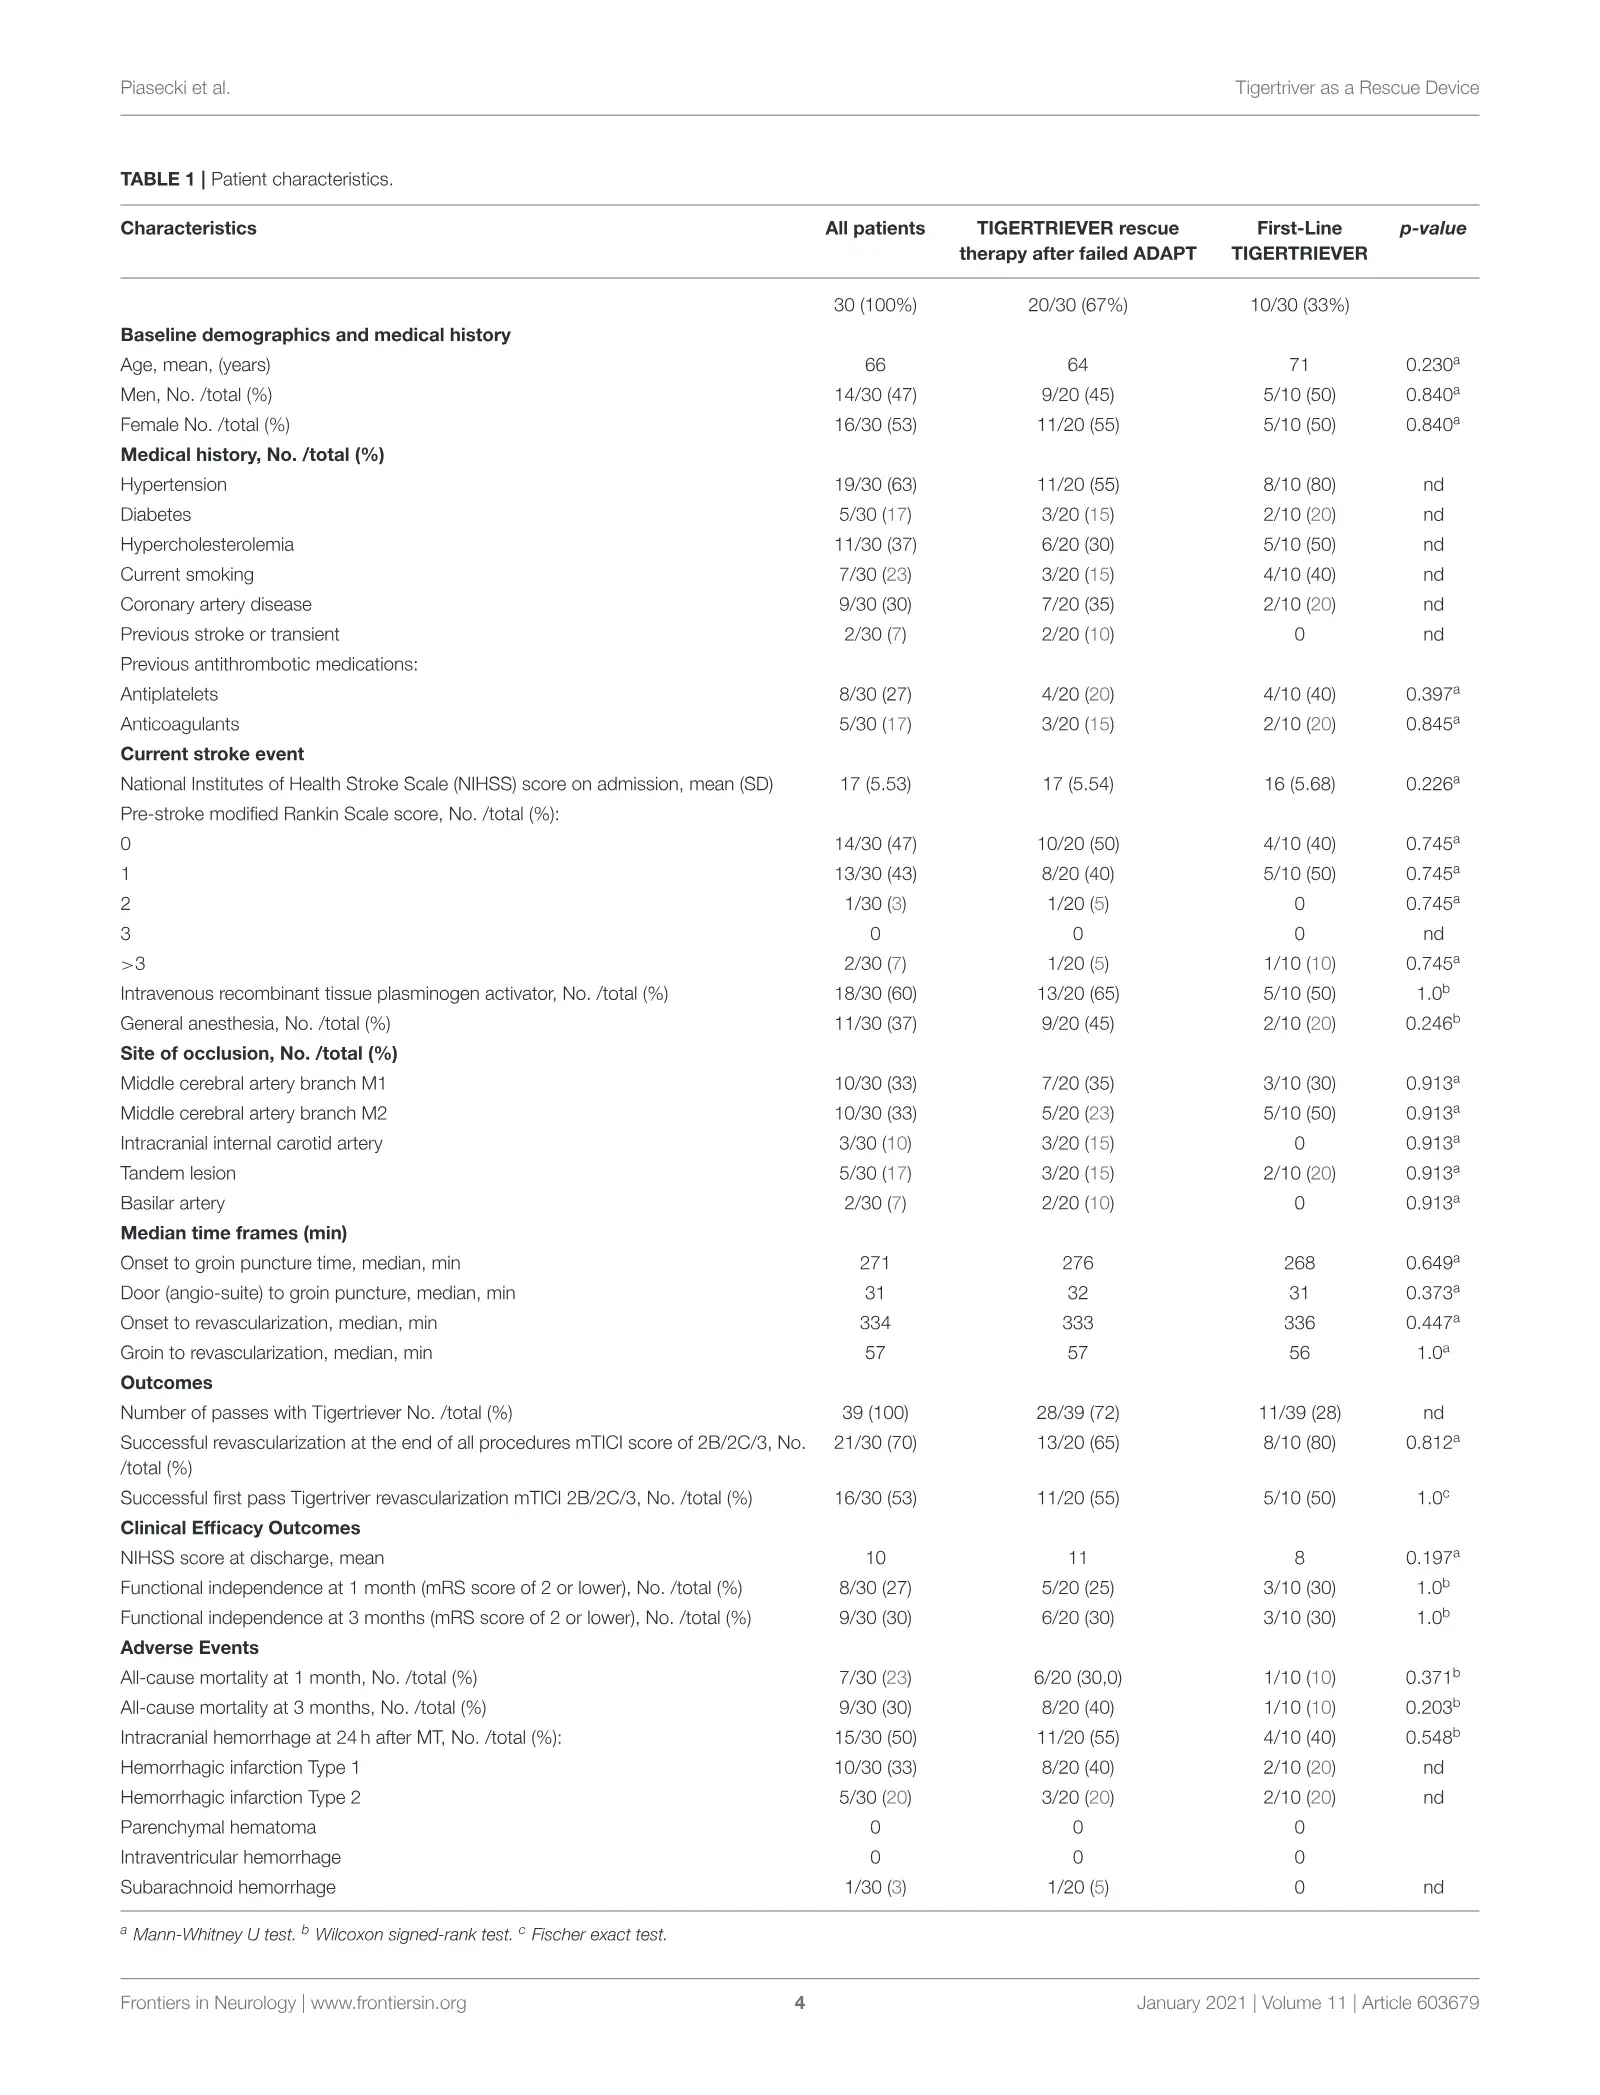 Piasecki et al. Tigertriver as a Rescue Device
TABLE 1 | Patient characteristics.
Characteristics All patients TIGERTRIEVER rescue First-Line p-value
therapy after failed ADAPT TIGERTRIEVER
30 (100%) 20/30 (67%) 10/30 (33%)
Baseline demographics and medical history
Age, mean, (years) 66 64 71 0.230a
Men, No. /total (%) 14/30 (47) 9/20 (45) 5/10 (50) 0.840a
Female No. /total (%) 16/30 (53) 11/20 (55) 5/10 (50) 0.840a
Medical history, No. /total (%)
Hypertension 19/30 (63) 11/20 (55) 8/10 (80) nd
Diabetes 5/30 (17) 3/20 (15) 2/10 (20) nd
Hypercholesterolemia 11/30 (37) 6/20 (30) 5/10 (50) nd
Current smoking 7/30 (23) 3/20 (15) 4/10 (40) nd
Coronary artery disease 9/30 (30) 7/20 (35) 2/10 (20) nd
Previous stroke or transient 2/30 (7) 2/20 (10) 0 nd
Previous antithrombotic medications:
Antiplatelets 8/30 (27) 4/20 (20) 4/10 (40) 0.397a
Anticoagulants 5/30 (17) 3/20 (15) 2/10 (20) 0.845a
Current stroke event
National Institutes of Health Stroke Scale (NIHSS) score on admission, mean (SD) 17 (5.53) 17 (5.54) 16 (5.68) 0.226a
Pre-stroke modified Rankin Scale score, No. /total (%):
0 14/30 (47) 10/20 (50) 4/10 (40) 0.745a
1 13/30 (43) 8/20 (40) 5/10 (50) 0.745a
2 1/30 (3) 1/20 (5) 0 0.745a
3 0 0 0 nd
>3 2/30 (7) 1/20 (5) 1/10 (10) 0.745a
Intravenous recombinant tissue plasminogen activator, No. /total (%) 18/30 (60) 13/20 (65) 5/10 (50) 1.0b
General anesthesia, No. /total (%) 11/30 (37) 9/20 (45) 2/10 (20) 0.246b
Site of occlusion, No. /total (%)
Middle cerebral artery branch M1 10/30 (33) 7/20 (35) 3/10 (30) 0.913a
Middle cerebral artery branch M2 10/30 (33) 5/20 (23) 5/10 (50) 0.913a
Intracranial internal carotid artery 3/30 (10) 3/20 (15) 0 0.913a
Tandem lesion 5/30 (17) 3/20 (15) 2/10 (20) 0.913a
Basilar artery 2/30 (7) 2/20 (10) 0 0.913a
Median time frames (min)
Onset to groin puncture time, median, min 271 276 268 0.649a
Door (angio-suite) to groin puncture, median, min 31 32 31 0.373a
Onset to revascularization, median, min 334 333 336 0.447a
Groin to revascularization, median, min 57 57 56 1.0a
Outcomes
Number of passes with Tigertriever No. /total (%) 39 (100) 28/39 (72) 11/39 (28) nd
Successful revascularization at the end of all procedures mTICI score of 2B/2C/3, No. 21/30 (70) 13/20 (65) 8/10 (80) 0.812a
/total (%)
Successful first pass Tigertriver revascularization mTICI 2B/2C/3, No. /total (%) 16/30 (53) 11/20 (55) 5/10 (50) 1.0c
Clinical Efficacy Outcomes
NIHSS score at discharge, mean 10 11 8 0.197a
Functional independence at 1 month (mRS score of 2 or lower), No. /total (%) 8/30 (27) 5/20 (25) 3/10 (30) 1.0b
Functional independence at 3 months (mRS score of 2 or lower), No. /total (%) 9/30 (30) 6/20 (30) 3/10 (30) 1.0b
Adverse Events
All-cause mortality at 1 month, No. /total (%) 7/30 (23) 6/20 (30,0) 1/10 (10) 0.371b
All-cause mortality at 3 months, No. /total (%) 9/30 (30) 8/20 (40) 1/10 (10) 0.203b
Intracranial hemorrhage at 24 h after MT, No. /total (%): 15/30 (50) 11/20 (55) 4/10 (40) 0.548b
Hemorrhagic infarction Type 1 10/30 (33) 8/20 (40) 2/10 (20) nd
Hemorrhagic infarction Type 2 5/30 (20) 3/20 (20) 2/10 (20) nd
Parenchymal hematoma 0 0 0
Intraventricular hemorrhage 0 0 0
Subarachnoid hemorrhage 1/30 (3) 1/20 (5) 0 nd
a Mann-Whitney U test. b Wilcoxon signed-rank test. c Fischer exact test.
Frontiers in Neurology | www.frontiersin.org 4 January 2021 | Volume 11 | Article 603679